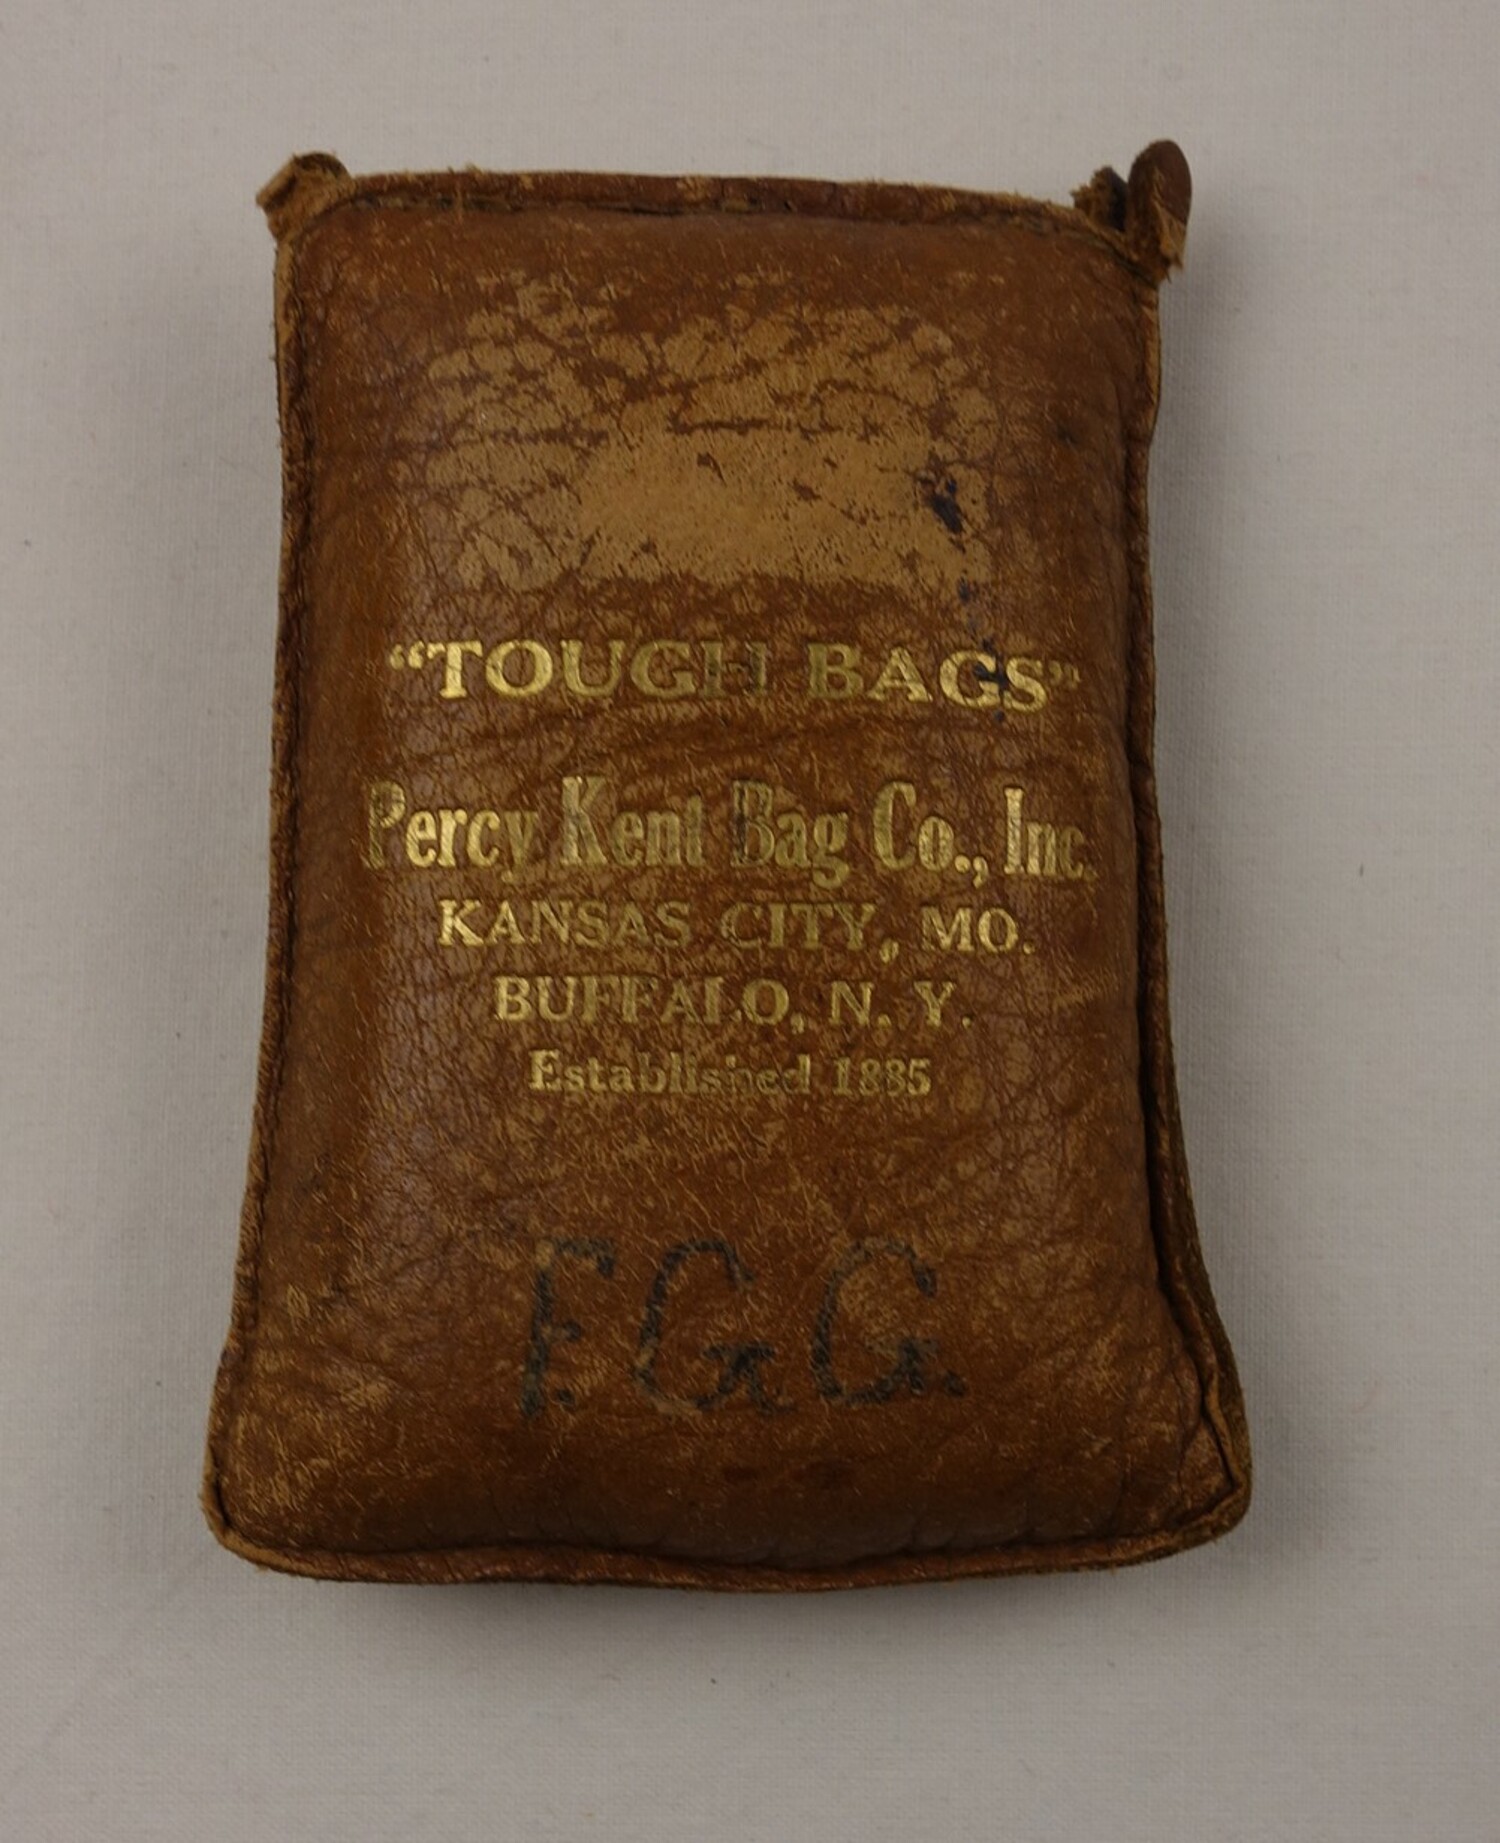 “TOUGH BAGS”
Percy Kent Bag Co., Inc.
KANSAS CITY, MO.
BUFFALO, N. Y.
Established 1885
F.G.G.